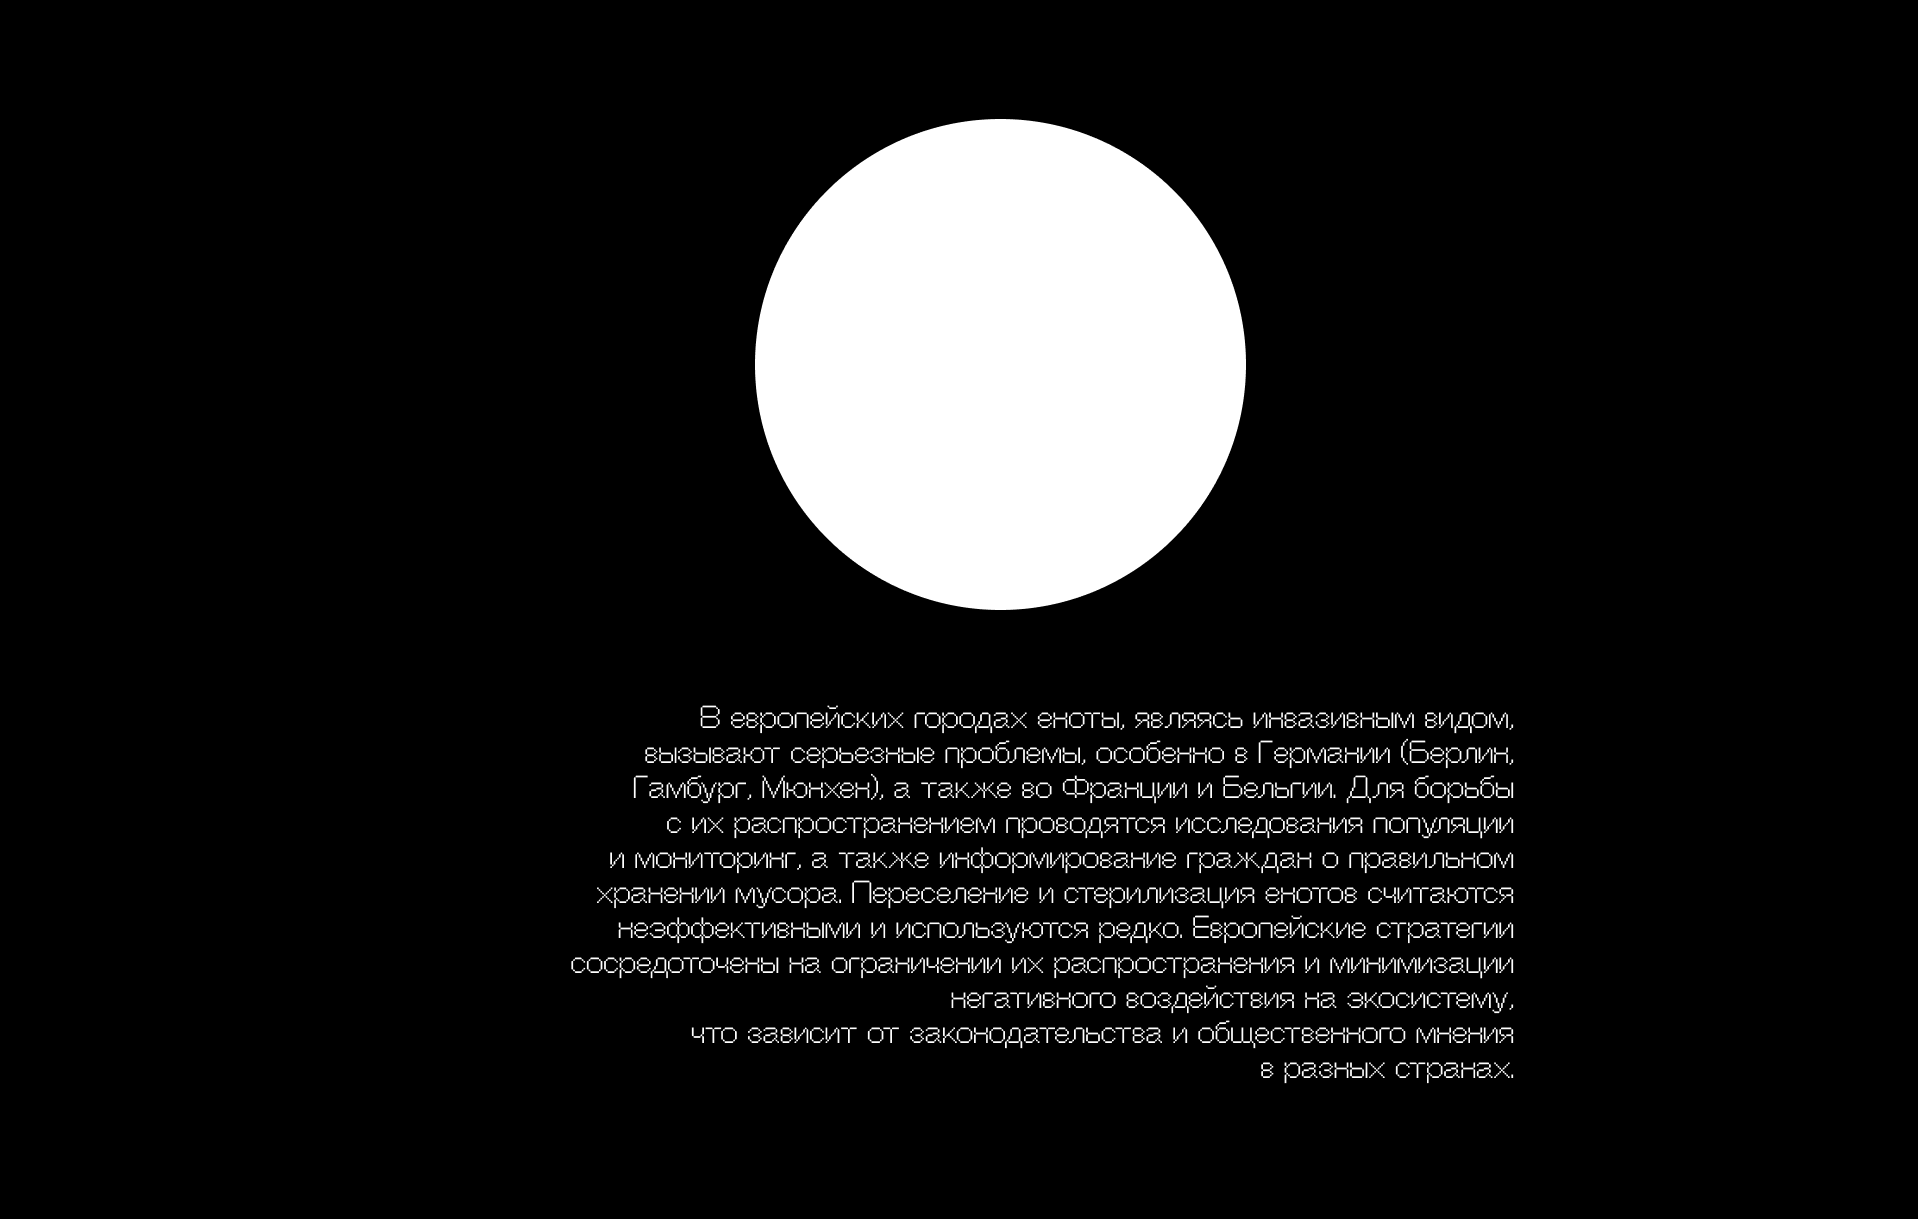 В европейских городах еноты, являясь инвазивным видом,
вызывают серьезные проблемы, особенно в Германии (Берлин,
Гамбург, Мюнхен), а также во Франции и Бельгии. Для борьбы
с их распространением проводятся исследования популяции
и мониторинг, а также информирование граждан о правильном
хранении мусора. Переселение и стерилизация енотов считаются
неэффективными и используются редко. Европейские стратегии
сосредоточены на ограничении их распространения и минимизации
негативного воздействия на экосистему,
что зависит от законодательства и общественного мнения
в разных странах.